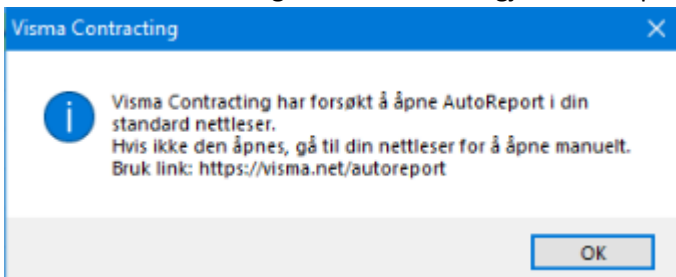 Visma Contracting
Visma Contracting har forsøkt å åpne AutoReport i din
standard nettleser.
Hvis ikke den åpnes, gå til din nettleser for å åpne manuelt.
Bruk link: https://visma.net/autoreport
OK